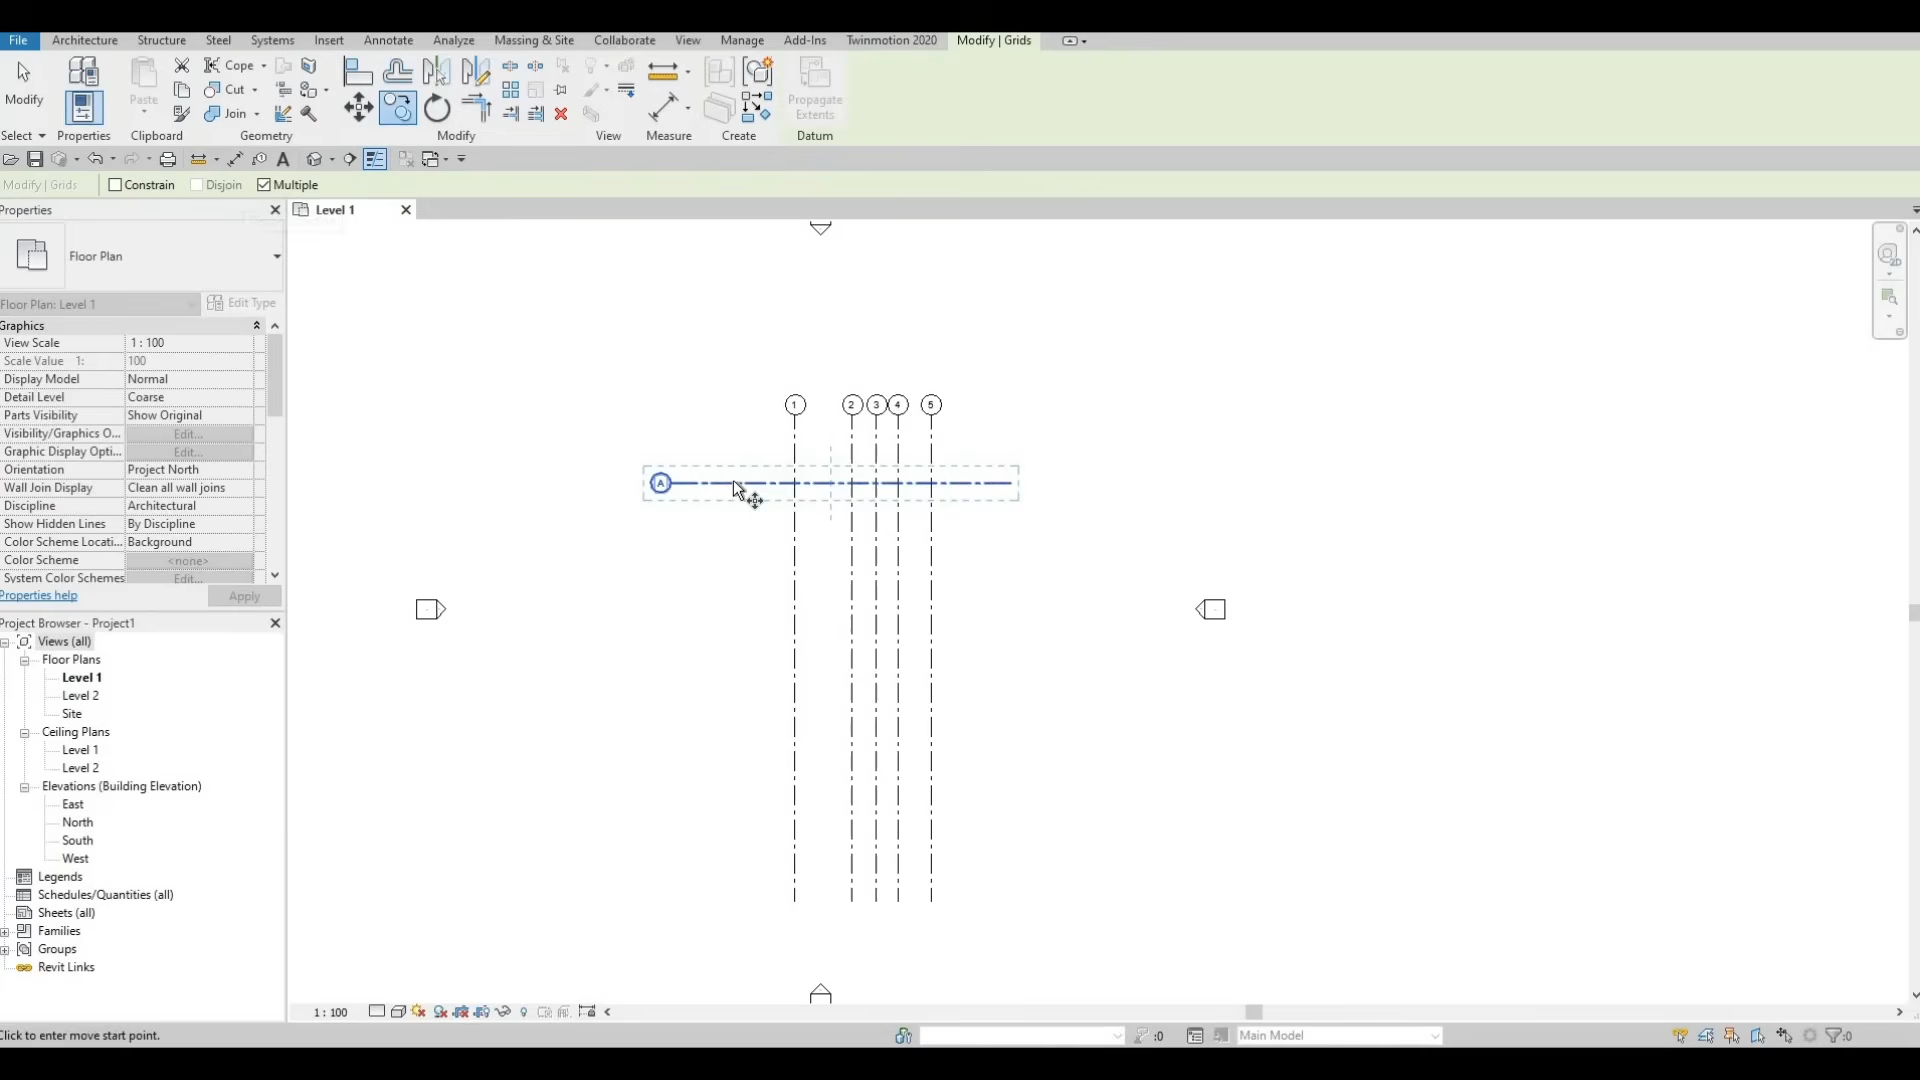 File Architecture Structure Steel Systems Insert Annotate Analyze Massing & Site Collaborate View Manage Add-Ins Twinmotion 2020 Modify | Grids
Cope
Modify Paste Cut Propagate Extents
Join
Select Properties Clipboard Geometry Modify View Measure Create Datum
Modify | Grids Constrain Disjoin Multiple
Properties
Level 1
Floor Plan
Floor Plan: Level 1 Edit Type
Graphics
View Scale 1 : 100
Scale Value 1: 100
Display Model Normal
Detail Level Coarse
Parts Visibility Show Original
Visibility/Graphics O... Edit...
Graphic Display Opti... Edit...
Orientation Project North
Wall Join Display Clean all wall joins
Discipline Architectural
Show Hidden Lines By Discipline
Color Scheme Locati... Background
Color Scheme <none>
System Color Schemes Edit...
Properties help Apply
Project Browser - Project1
Views (all)
Floor Plans
Level 1
Level 2
Site
Ceiling Plans
Level 1
Level 2
Elevations (Building Elevation)
East
North
South
West
Legends
Schedules/Quantities (all)
Sheets (all)
Families
Groups
Revit Links
1 2 3 4 5
A
2D
1 : 100
Click to enter move start point. :0 Main Model :0